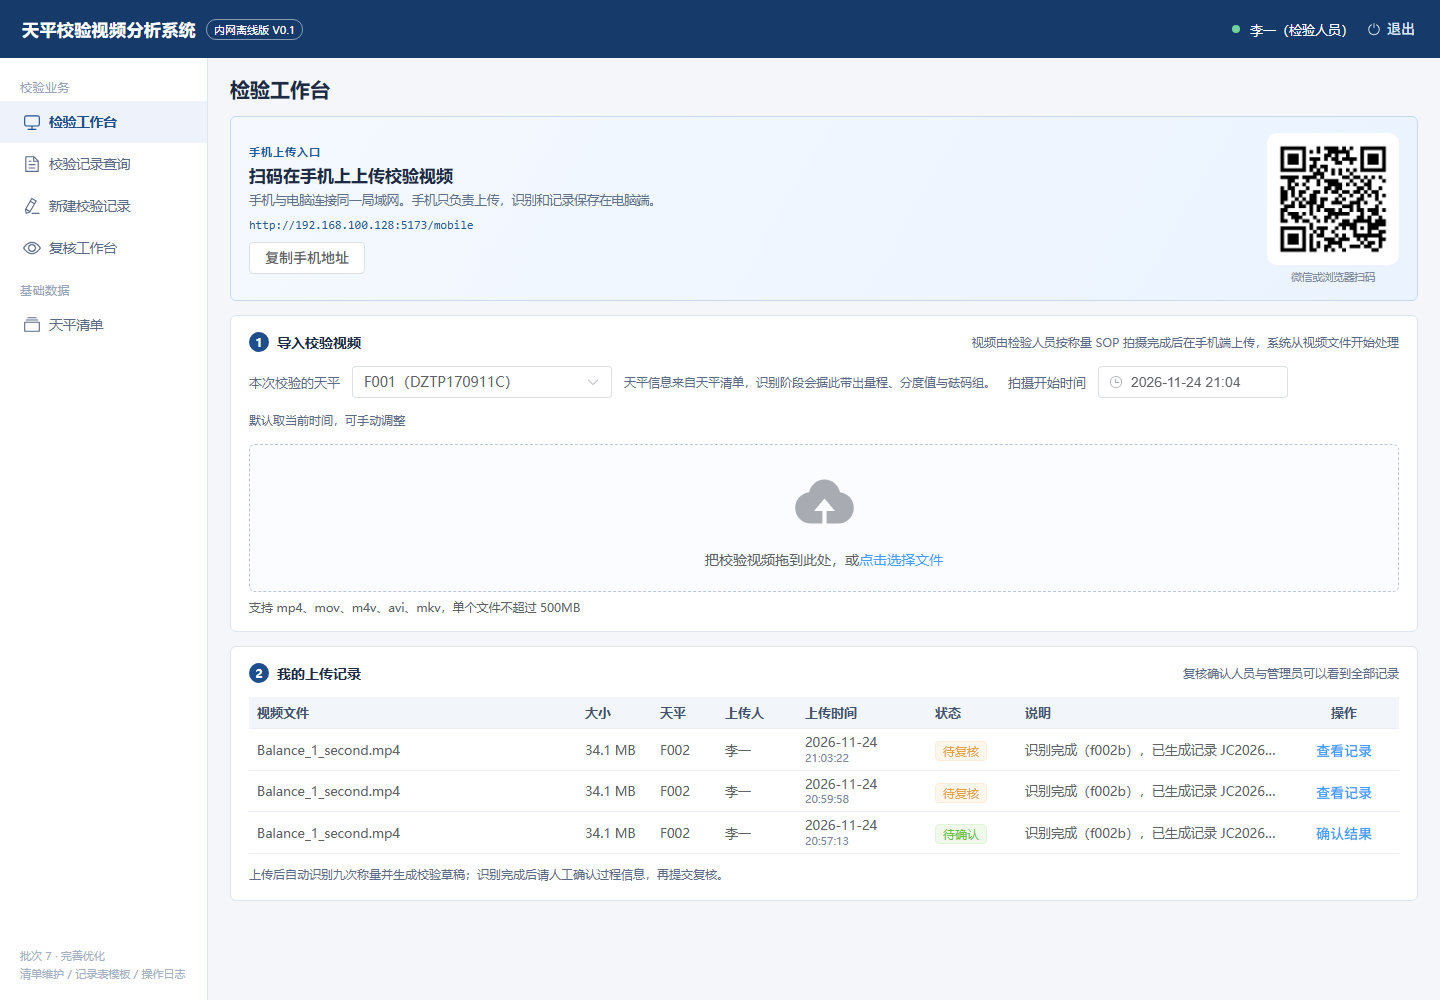 天平校验视频分析系统 内网离线版 V0.1
李一（检验人员） 退出
校验业务
检验工作台
校验记录查询
新建校验记录
复核工作台
基础数据
天平清单
批次 7 · 完善优化
清单维护 / 记录表模板 / 操作日志
检验工作台
手机上传入口
扫码在手机上上传校验视频
手机与电脑连接同一局域网。手机只负责上传，识别和记录保存在电脑端。
http://192.168.100.128:5173/mobile
复制手机地址
微信或浏览器扫码
1 导入校验视频 视频由检验人员按称量 SOP 拍摄完成后在手机端上传，系统从视频文件开始处理
本次校验的天平 F001（DZTP170911C） 天平信息来自天平清单，识别阶段会据此带出量程、分度值与砝码组。 拍摄开始时间 2026-11-24 21:04
默认取当前时间，可手动调整
把校验视频拖到此处，或点击选择文件
支持 mp4、mov、m4v、avi、mkv，单个文件不超过 500MB
2 我的上传记录 复核确认人员与管理员可以看到全部记录
视频文件 大小 天平 上传人 上传时间 状态 说明 操作
Balance_1_second.mp4 34.1 MB F002 李一 2026-11-24 21:03:22 待复核 识别完成（f002b），已生成记录 JC2026... 查看记录
Balance_1_second.mp4 34.1 MB F002 李一 2026-11-24 20:59:58 待复核 识别完成（f002b），已生成记录 JC2026... 查看记录
Balance_1_second.mp4 34.1 MB F002 李一 2026-11-24 20:57:13 待确认 识别完成（f002b），已生成记录 JC2026... 确认结果
上传后自动识别九次称量并生成校验草稿；识别完成后请人工确认过程信息，再提交复核。